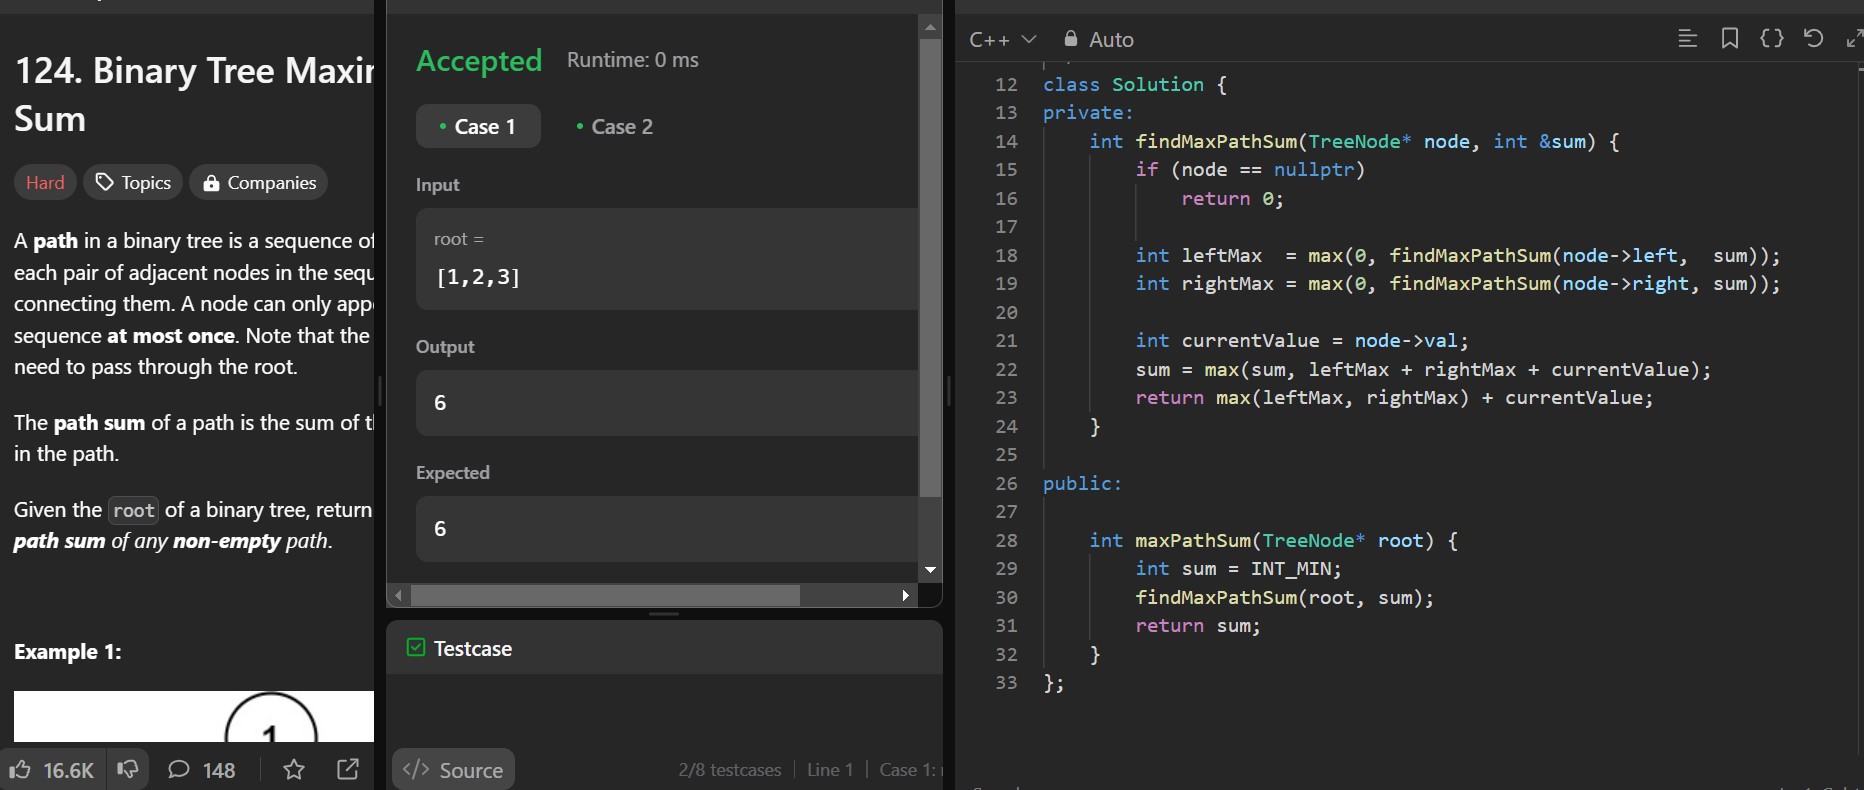 124. Binary Tree Maxim
Sum
Hard Topics Companies
A path in a binary tree is a sequence of
each pair of adjacent nodes in the sequ
connecting them. A node can only appe
sequence at most once. Note that the
need to pass through the root.
The path sum of a path is the sum of th
in the path.
Given the root of a binary tree, return
path sum of any non-empty path.
Example 1:
1
16.6K 148
Accepted Runtime: 0 ms
• Case 1 • Case 2
Input
root =
[1,2,3]
Output
6
Expected
6
Testcase
</> Source 2/8 testcases | Line 1 | Case 1:
C++ Auto
12 class Solution {
13 private:
14 int findMaxPathSum(TreeNode* node, int &sum) {
15 if (node == nullptr)
16 return 0;
17
18 int leftMax  = max(0, findMaxPathSum(node->left,  sum));
19 int rightMax = max(0, findMaxPathSum(node->right, sum));
20
21 int currentValue = node->val;
22 sum = max(sum, leftMax + rightMax + currentValue);
23 return max(leftMax, rightMax) + currentValue;
24 }
25
26 public:
27
28 int maxPathSum(TreeNode* root) {
29 int sum = INT_MIN;
30 findMaxPathSum(root, sum);
31 return sum;
32 }
33 };